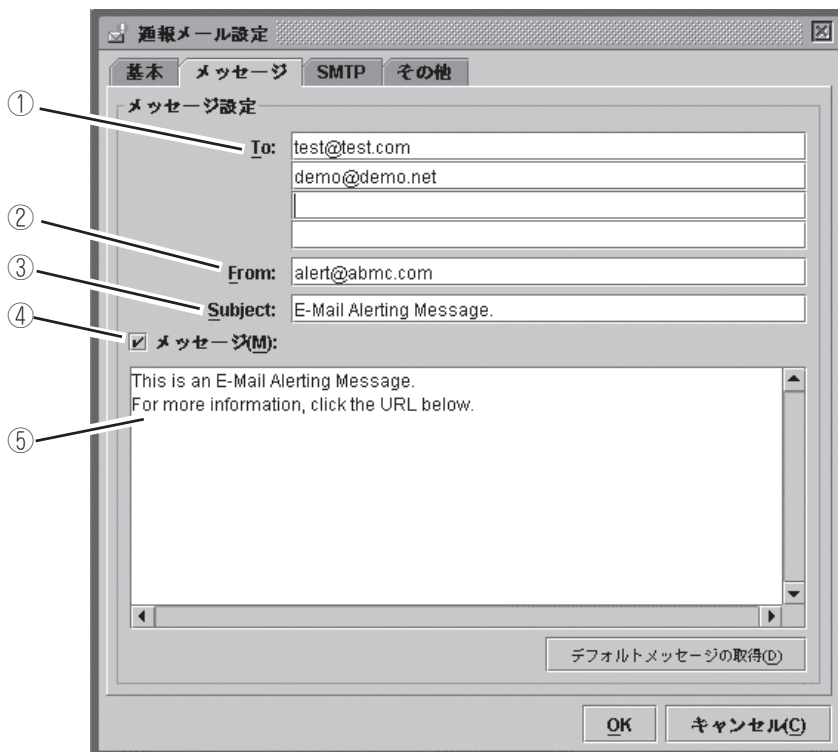 通報メール設定
基本 メッセージ SMTP その他
メッセージ設定
① To: test@test.com
demo@demo.net
② From: alert@abmc.com
③ Subject: E-Mail Alerting Message.
④ メッセージ(M):
This is an E-Mail Alerting Message.
For more information, click the URL below.
⑤
デフォルトメッセージの取得(D)
OK キャンセル(C)